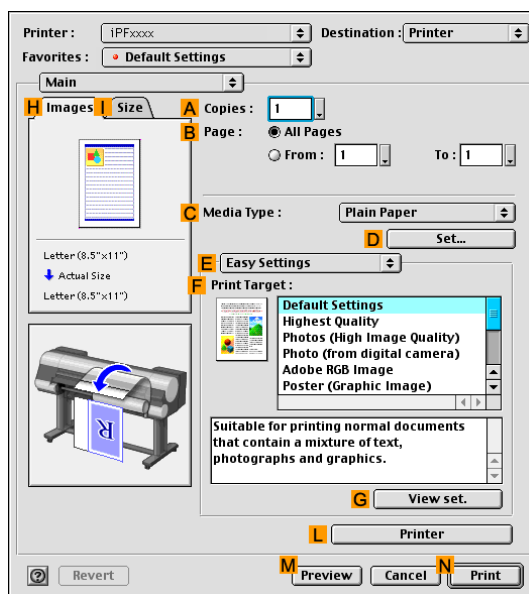 Printer : iPFxxxx Destination : Printer
Favorites : Default Settings
Main
H Images I Size
A Copies : 1
B Page : All Pages
From : 1 To : 1
C Media Type : Plain Paper
D Set...
Letter (8.5"x11")
Actual Size
Letter (8.5"x11")
E Easy Settings
F Print Target :
Default Settings
Highest Quality
Photos (High Image Quality)
Photo (from digital camera)
Adobe RGB Image
Poster (Graphic Image)
R
Suitable for printing normal documents
that contain a mixture of text,
photographs and graphics.
G View set.
L Printer
? Revert M Preview Cancel N Print